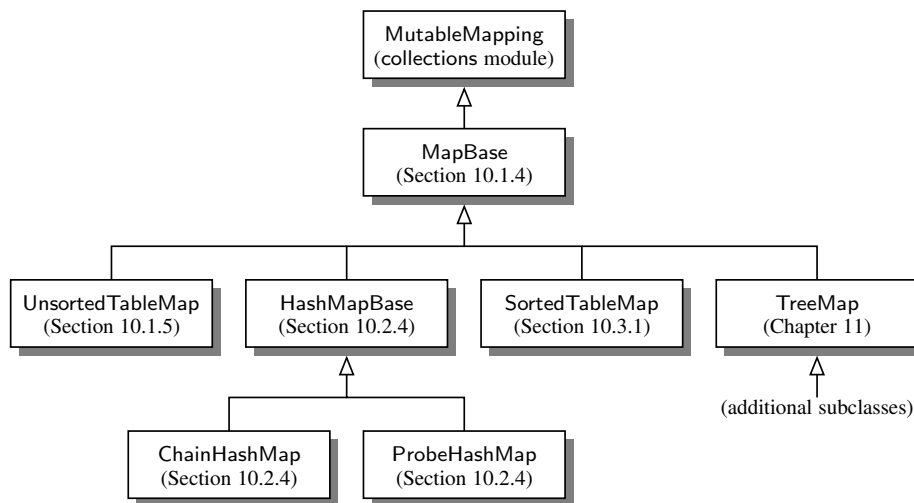 MutableMapping
(collections module)
MapBase
(Section 10.1.4)
UnsortedTableMap
(Section 10.1.5)
HashMapBase
(Section 10.2.4)
SortedTableMap
(Section 10.3.1)
TreeMap
(Chapter 11)
(additional subclasses)
ChainHashMap
(Section 10.2.4)
ProbeHashMap
(Section 10.2.4)